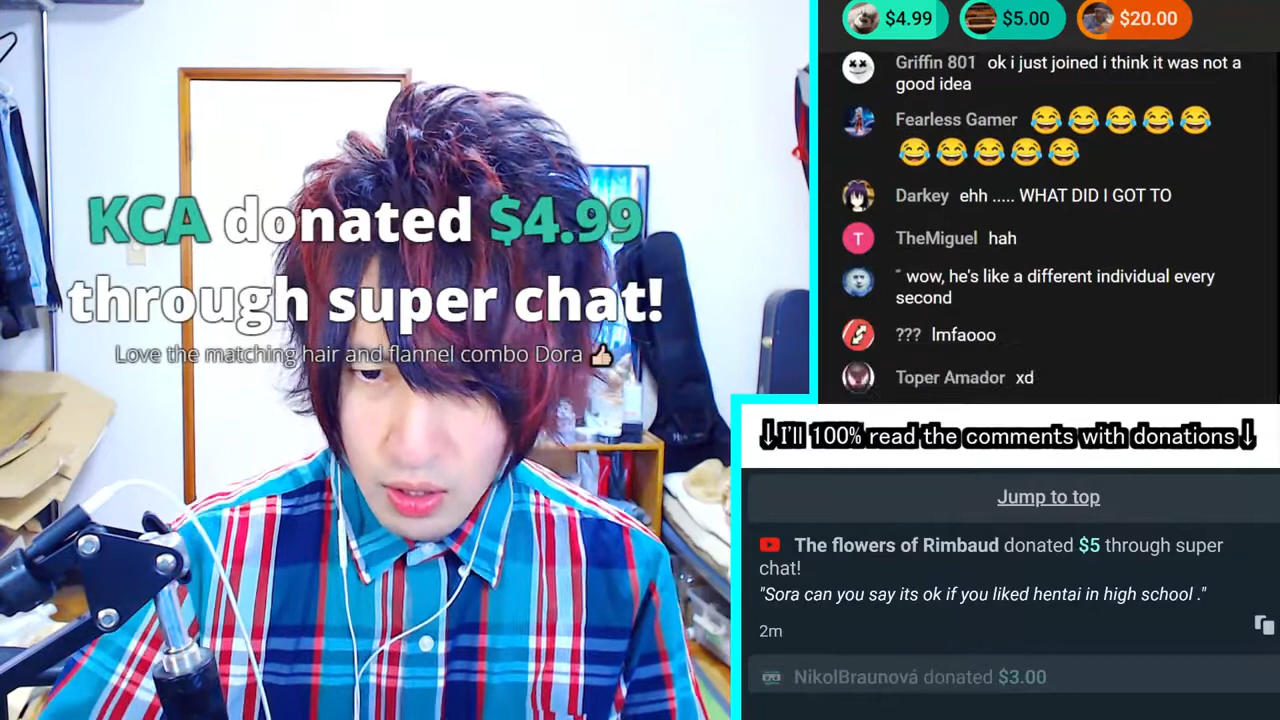 KCA donated $4.99
through super chat!
Love the matching hair and flannel combo Dora 👍🏼
$4.99
$5.00
$20.00
Griffin 801 ok i just joined i think it was not a
good idea
Fearless Gamer 😂😂😂😂😂
😂😂😂😂😂
Darkey ehh ..... WHAT DID I GOT TO
T
TheMiguel hah
" wow, he's like a different individual every
second
??? lmfaooo
Toper Amador xd
↓I'll 100% read the comments with donations↓
Jump to top
The flowers of Rimbaud donated $5 through super
chat!
"Sora can you say its ok if you liked hentai in high school ."
2m
NikolBraunová donated $3.00